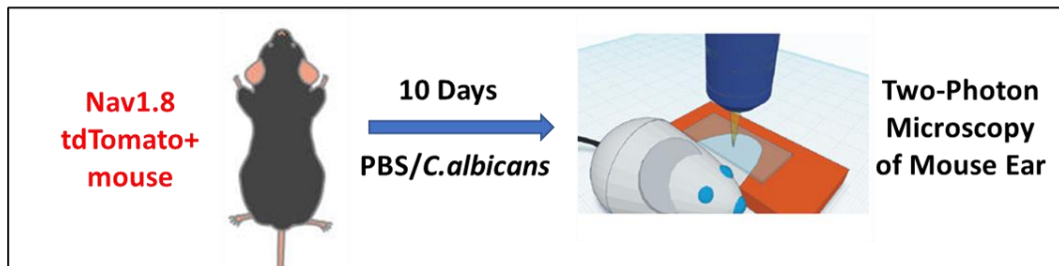 Nav1.8
tdTomato+
mouse
10 Days
PBS/C.albicans
Two-Photon
Microscopy
of Mouse Ear